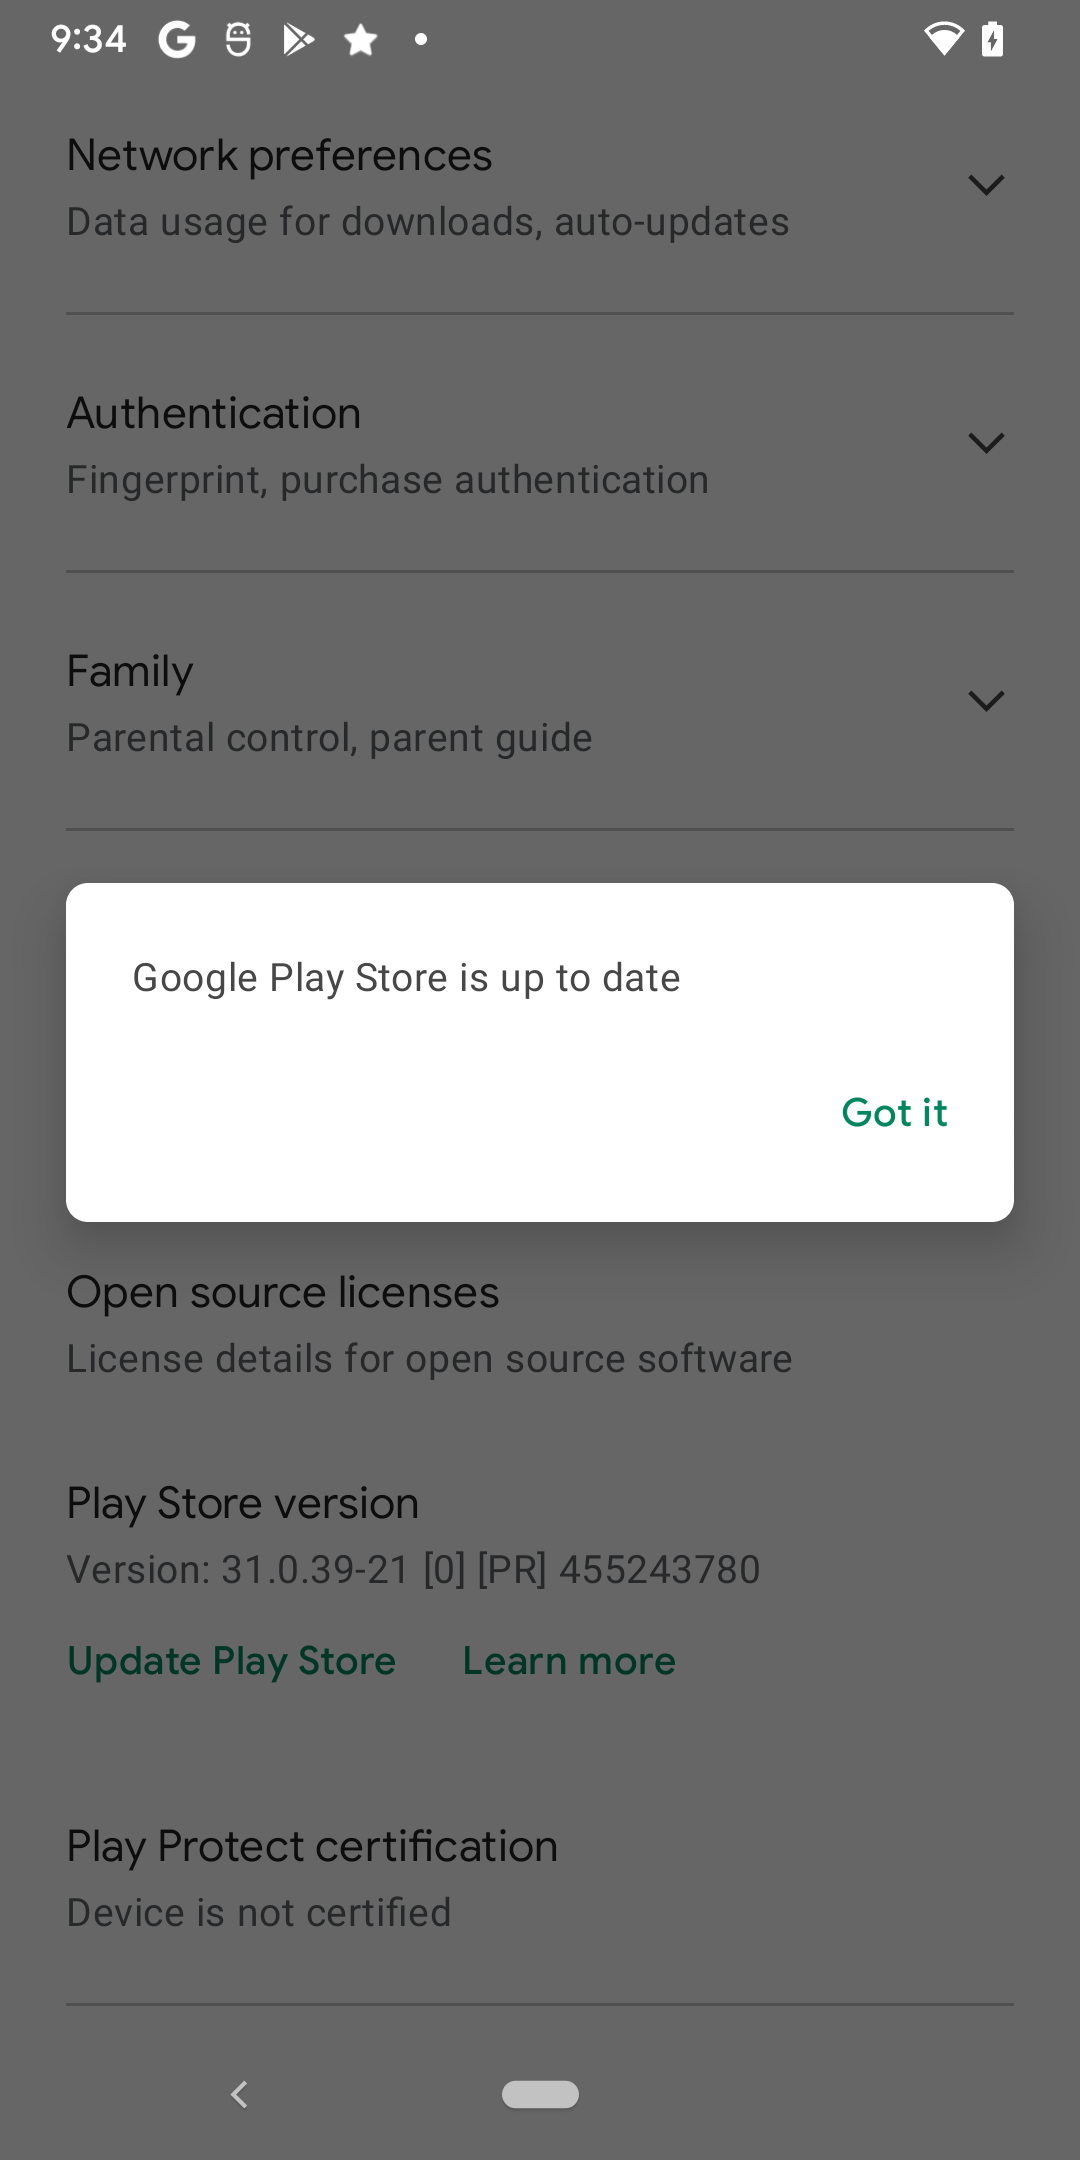 9:34
Network preferences
Data usage for downloads, auto-updates
Authentication
Fingerprint, purchase authentication
Family
Parental control, parent guide
Google Play Store is up to date
Got it
Open source licenses
License details for open source software
Play Store version
Version: 31.0.39-21 [0] [PR] 455243780
Update Play Store Learn more
Play Protect certification
Device is not certified